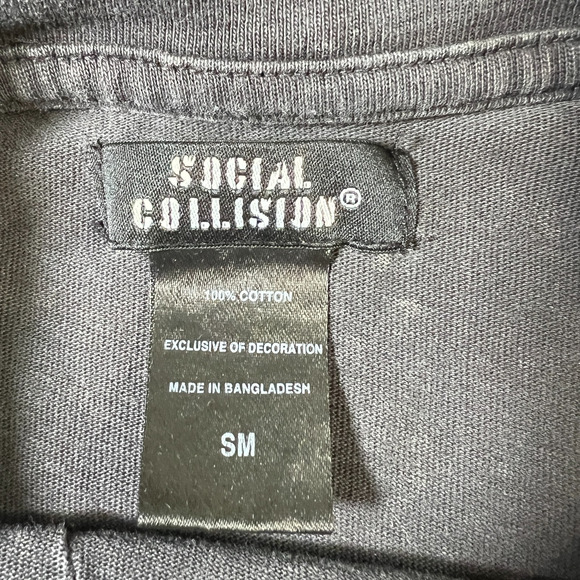 SOCIAL
COLLISION®
100% COTTON
EXCLUSIVE OF DECORATION
MADE IN BANGLADESH
SM